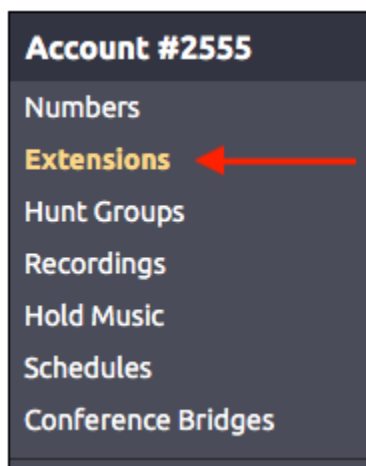 Account #2555
Numbers
Extensions
Hunt Groups
Recordings
Hold Music
Schedules
Conference Bridges